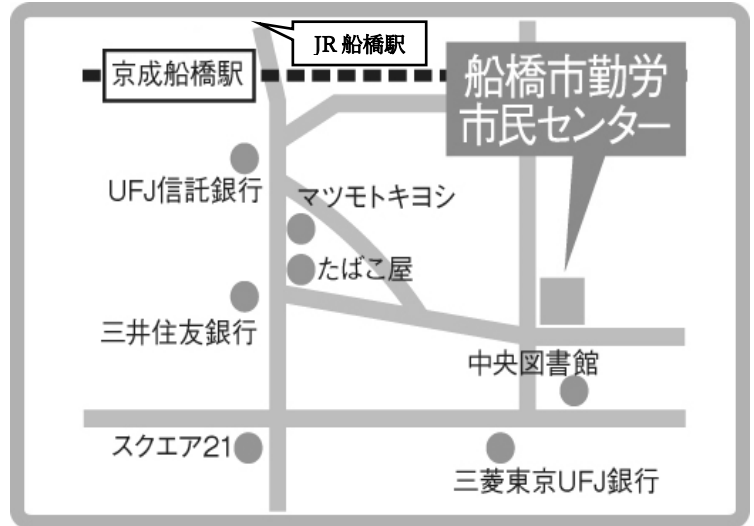 JR 船橋駅
京成船橋駅
船橋市勤労
市民センター
UFJ信託銀行
マツモトキヨシ
たばこ屋
三井住友銀行
中央図書館
スクエア21
三菱東京UFJ銀行